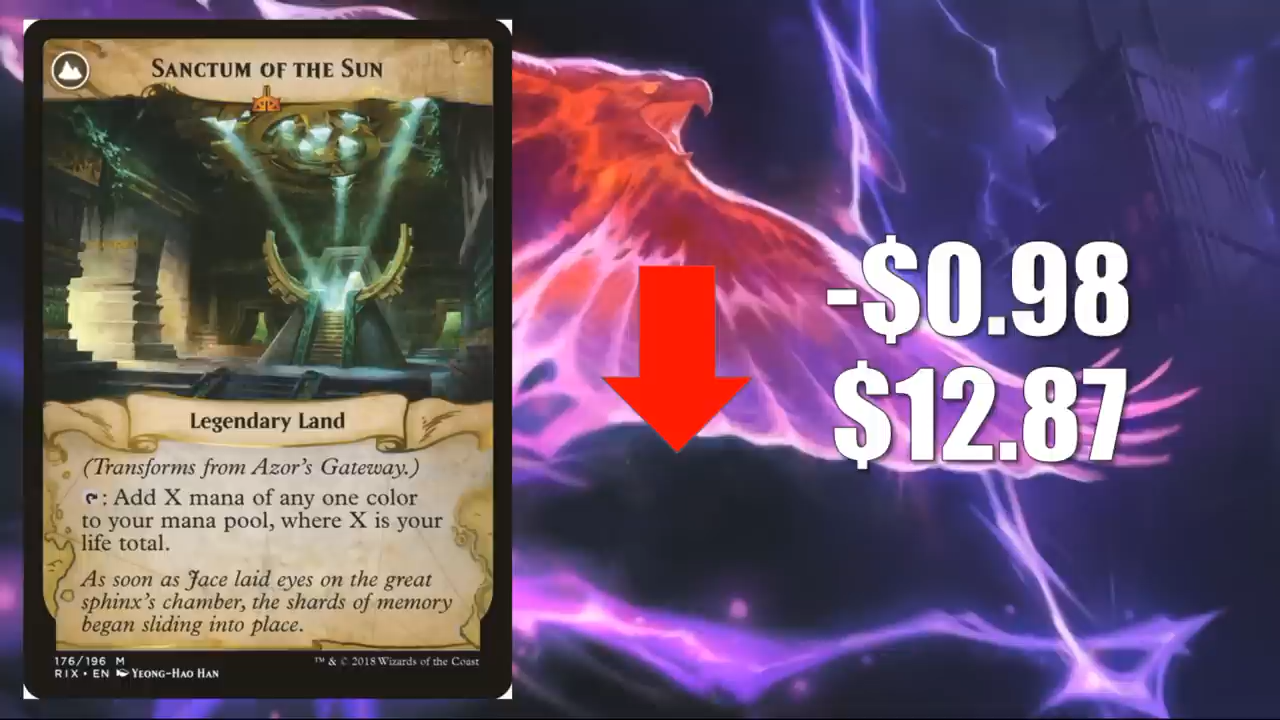 SANCTUM OF THE SUN
Legendary Land
(Transforms from Azor's Gateway.)
: Add X mana of any one color
to your mana pool, where X is your
life total.
As soon as Jace laid eyes on the great
sphinx's chamber, the shards of memory
began sliding into place.
176/196 M
RIX • EN YEONG-HAO HAN
™ & © 2018 Wizards of the Coast
-$0.98
$12.87